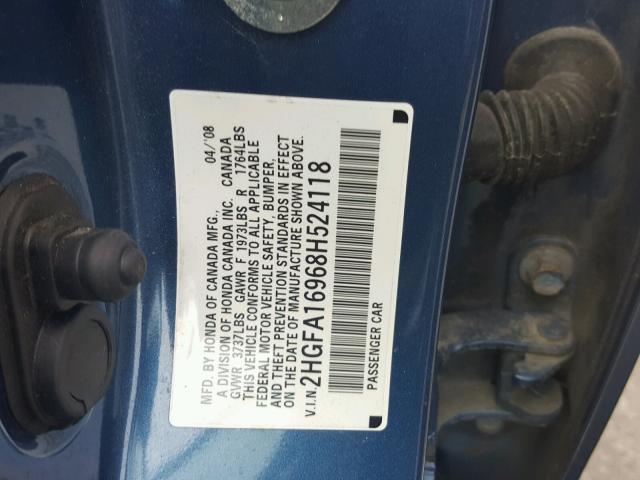 MFD. BY HONDA OF CANADA MFG., 04/'08
A DIVISION OF HONDA CANADA INC. CANADA
GVWR 3737LBS GAWR F 1973LBS R 1764LBS
THIS VEHICLE CONFORMS TO ALL APPLICABLE
FEDERAL MOTOR VEHICLE SAFETY, BUMPER,
AND THEFT PREVENTION STANDARDS IN EFFECT
ON THE DATE OF MANUFACTURE SHOWN ABOVE.
V.I.N. 2HGFA16968H524118
PASSENGER CAR